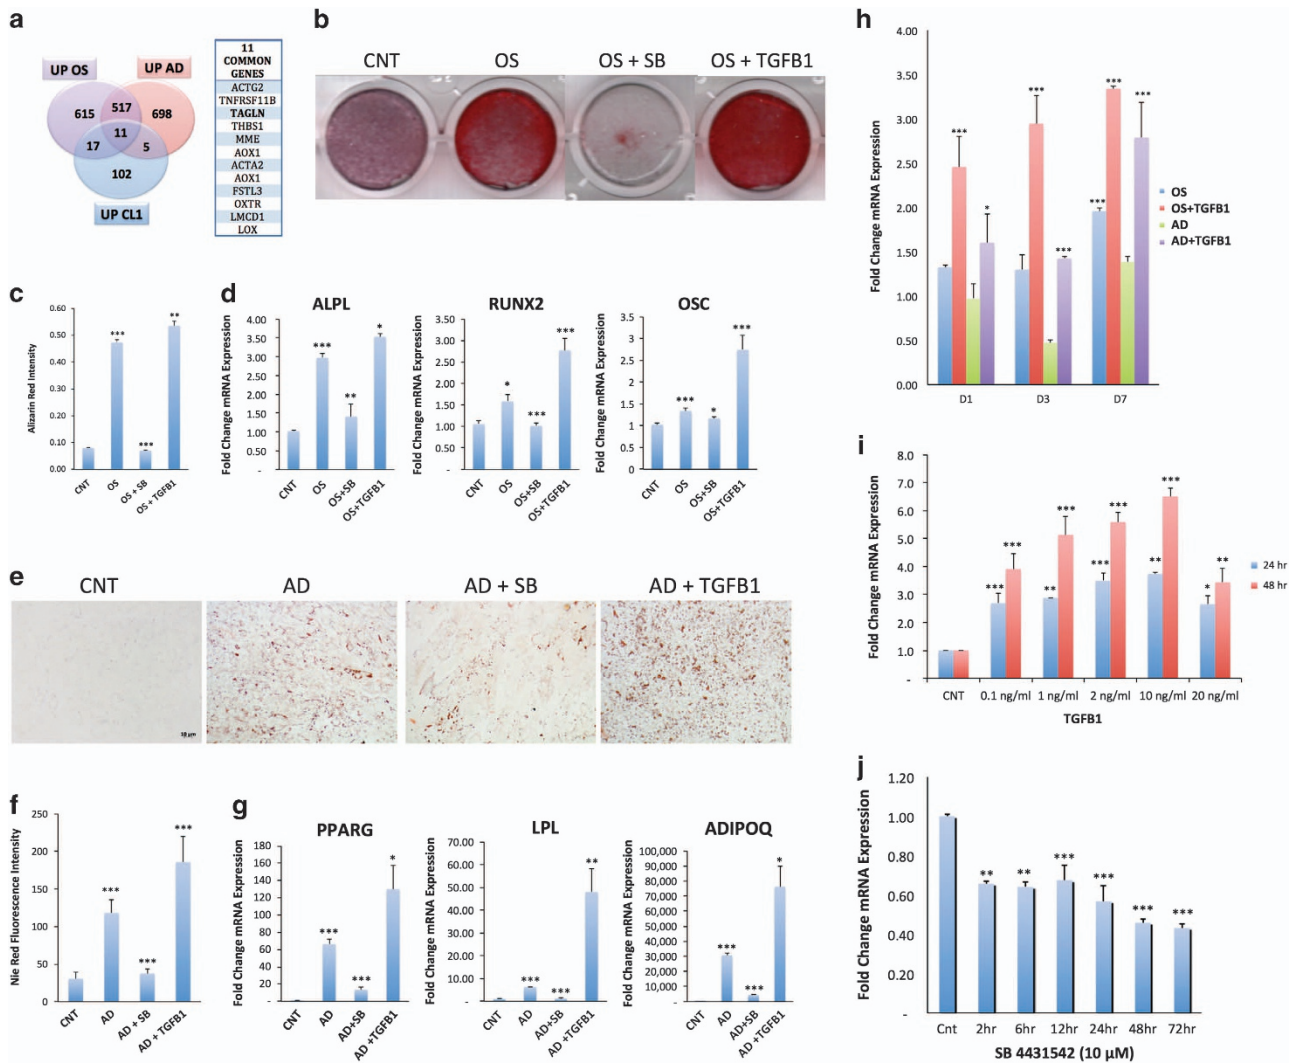 a
UP OS
UP AD
615
517
698
11
17
5
102
UP CL1
11
COMMON
GENES
ACTG2
TNFRSF11B
TAGLN
THBS1
MME
AOX1
ACTA2
AOX1
FSTL3
OXTR
LMCD1
LOX
b
CNT OS OS + SB OS + TGFB1
c
Alizarin Red Intensity
0.60
0.50
0.40
0.30
0.20
0.10
0.00
***
***
**
CNT OS OS + SB OS + TGFB1
d
ALPL
Fold Change mRNA Expression
4.00
3.50
3.00
2.50
2.00
1.50
1.00
0.50
-
***
**
*
CNT OS OS+SB OS+TGFB1
RUNX2
Fold Change mRNA Expression
3.50
3.00
2.50
2.00
1.50
1.00
0.50
-
*
***
***
CNT OS OS+SB OS+TGFB1
OSC
Fold Change mRNA Expression
3.5
3
2.5
2
1.5
1
0.5
0
***
*
***
CNT OS OS+SB OS+TGFB1
e
CNT AD AD + SB AD + TGFB1
10 µm
f
Nie Red Fluorescence Intensity
250
200
150
100
50
0
***
***
***
CNT AD AD + SB AD + TGFB1
g
PPARG
Fold Change mRNA Expression
180
160
140
120
100
80
60
40
20
-
***
***
*
CNT AD AD+SB AD +TGFB1
LPL
Fold Change mRNA Expression
70.00
60.00
50.00
40.00
30.00
20.00
10.00
-
***
***
**
CNT AD AD+SB AD +TGFB1
ADIPOQ
Fold Change mRNA Expression
100,000
90,000
80,000
70,000
60,000
50,000
40,000
30,000
20,000
10,000
-
***
***
*
CNT AD AD+SB AD +TGFB1
h
Fold Change mRNA Expression
4.00
3.50
3.00
2.50
2.00
1.50
1.00
0.50
0.00
***
*
***
***
***
***
***
D1 D3 D7
OS
OS+TGFB1
AD
AD+TGFB1
i
Fold Change mRNA Expression
8.0
7.0
6.0
5.0
4.0
3.0
2.0
1.0
-
***
***
**
***
***
***
**
***
*
**
CNT 0.1 ng/ml 1 ng/ml 2 ng/ml 10 ng/ml 20 ng/ml
TGFB1
24 hr
48 hr
j
Fold Change mRNA Expression
1.20
1.00
0.80
0.60
0.40
0.20
-
**
**
***
***
***
***
Cnt 2hr 6hr 12hr 24hr 48hr 72hr
SB 4431542 (10 µM)